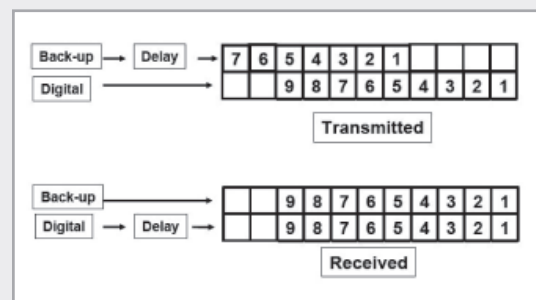 Back-up Delay 7 6 5 4 3 2 1
Digital 9 8 7 6 5 4 3 2 1
Transmitted
Back-up 9 8 7 6 5 4 3 2 1
Digital Delay 9 8 7 6 5 4 3 2 1
Received